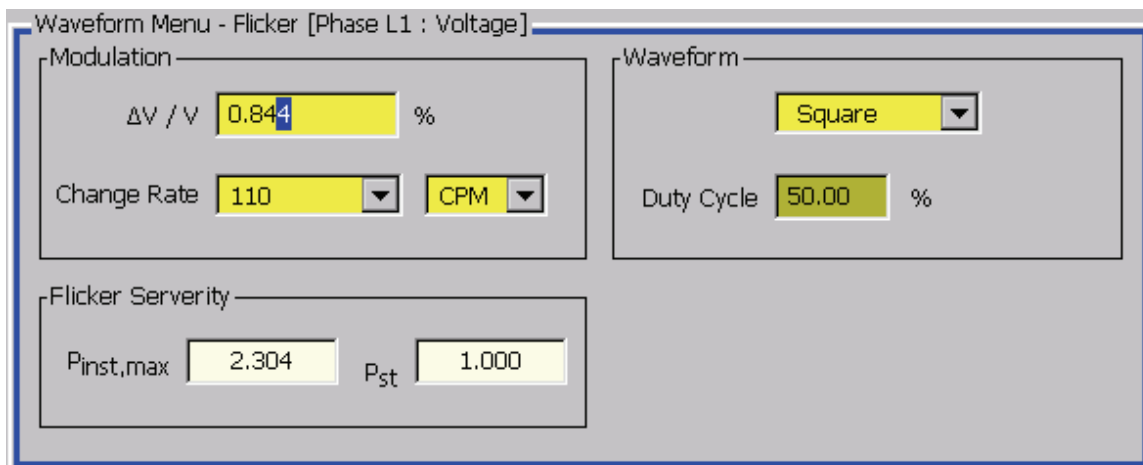 Waveform Menu - Flicker [Phase L1 : Voltage]
Modulation
ΔV / V 0.844 %
Change Rate 110 CPM
Waveform
Square
Duty Cycle 50.00 %
Flicker Serverity
Pinst,max 2.304 Pst 1.000